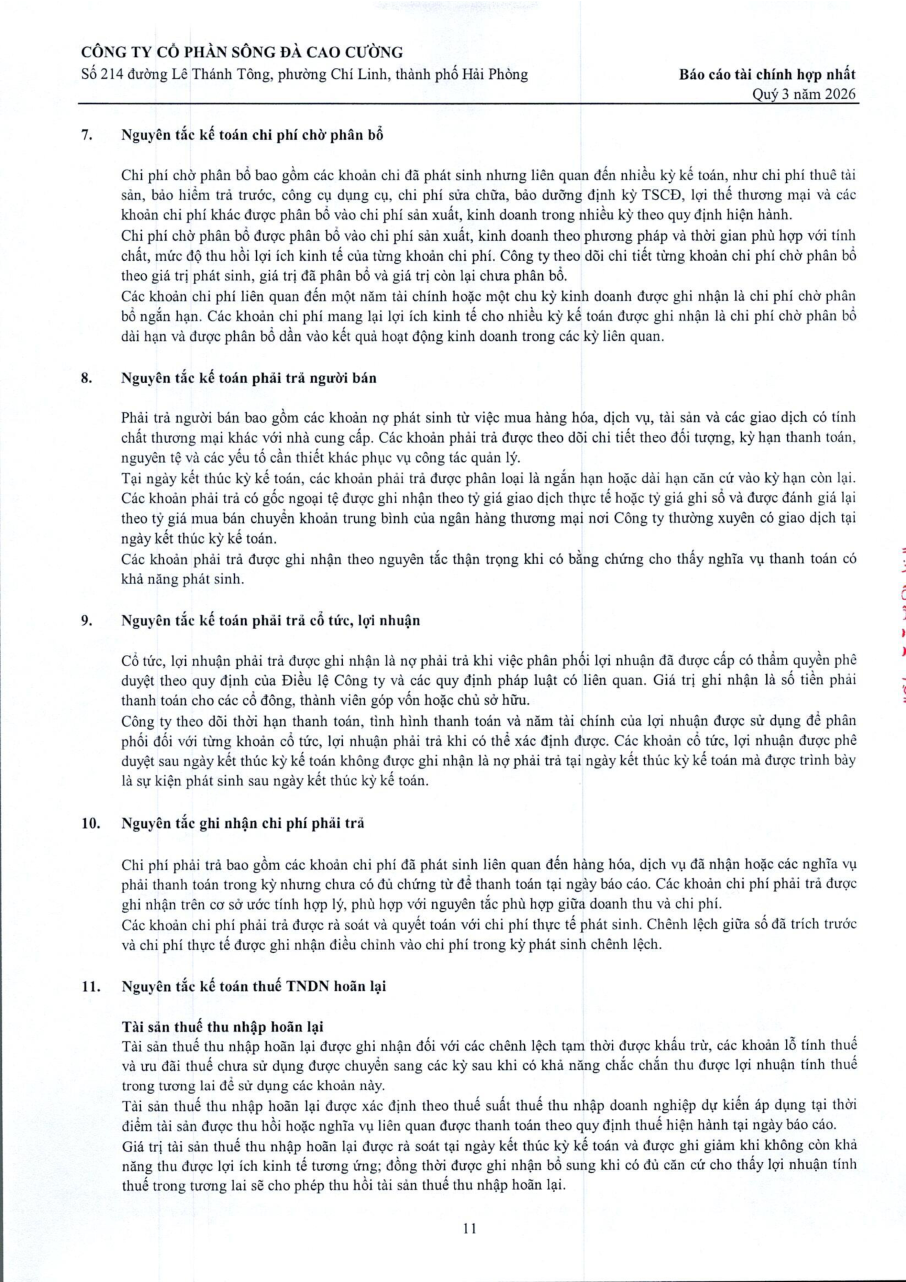 CÔNG TY CỔ PHẦN SÔNG ĐÀ CAO CƯỜNG
Số 214 đường Lê Thánh Tông, phường Chí Linh, thành phố Hải Phòng
Báo cáo tài chính hợp nhất
Quý 3 năm 2026
7. Nguyên tắc kế toán chi phí chờ phân bổ
Chi phí chờ phân bổ bao gồm các khoản chi đã phát sinh nhưng liên quan đến nhiều kỳ kế toán, như chi phí thuê tài
sản, bảo hiểm trả trước, công cụ dụng cụ, chi phí sửa chữa, bảo dưỡng định kỳ TSCĐ, lợi thế thương mại và các
khoản chi phí khác được phân bổ vào chi phí sản xuất, kinh doanh trong nhiều kỳ theo quy định hiện hành.
Chi phí chờ phân bổ được phân bổ vào chi phí sản xuất, kinh doanh theo phương pháp và thời gian phù hợp với tính
chất, mức độ thu hồi lợi ích kinh tế của từng khoản chi phí. Công ty theo dõi chi tiết từng khoản chi phí chờ phân bổ
theo giá trị phát sinh, giá trị đã phân bổ và giá trị còn lại chưa phân bổ.
Các khoản chi phí liên quan đến một năm tài chính hoặc một chu kỳ kinh doanh được ghi nhận là chi phí chờ phân
bổ ngắn hạn. Các khoản chi phí mang lại lợi ích kinh tế cho nhiều kỳ kế toán được ghi nhận là chi phí chờ phân bổ
dài hạn và được phân bổ dần vào kết quả hoạt động kinh doanh trong các kỳ liên quan.
8. Nguyên tắc kế toán phải trả người bán
Phải trả người bán bao gồm các khoản nợ phát sinh từ việc mua hàng hóa, dịch vụ, tài sản và các giao dịch có tính
chất thương mại khác với nhà cung cấp. Các khoản phải trả được theo dõi chi tiết theo đối tượng, kỳ hạn thanh toán,
nguyên tệ và các yếu tố cần thiết khác phục vụ công tác quản lý.
Tại ngày kết thúc kỳ kế toán, các khoản phải trả được phân loại là ngắn hạn hoặc dài hạn căn cứ vào kỳ hạn còn lại.
Các khoản phải trả có gốc ngoại tệ được ghi nhận theo tỷ giá giao dịch thực tế hoặc tỷ giá ghi sổ và được đánh giá lại
theo tỷ giá mua bán chuyển khoản trung bình của ngân hàng thương mại nơi Công ty thường xuyên có giao dịch tại
ngày kết thúc kỳ kế toán.
Các khoản phải trả được ghi nhận theo nguyên tắc thận trọng khi có bằng chứng cho thấy nghĩa vụ thanh toán có
khả năng phát sinh.
9. Nguyên tắc kế toán phải trả cổ tức, lợi nhuận
Cổ tức, lợi nhuận phải trả được ghi nhận là nợ phải trả khi việc phân phối lợi nhuận đã được cấp có thẩm quyền phê
duyệt theo quy định của Điều lệ Công ty và các quy định pháp luật có liên quan. Giá trị ghi nhận là số tiền phải
thanh toán cho các cổ đông, thành viên góp vốn hoặc chủ sở hữu.
Công ty theo dõi thời hạn thanh toán, tình hình thanh toán và năm tài chính của lợi nhuận được sử dụng để phân
phối đối với từng khoản cổ tức, lợi nhuận phải trả khi có thể xác định được. Các khoản cổ tức, lợi nhuận được phê
duyệt sau ngày kết thúc kỳ kế toán không được ghi nhận là nợ phải trả tại ngày kết thúc kỳ kế toán mà được trình bày
là sự kiện phát sinh sau ngày kết thúc kỳ kế toán.
10. Nguyên tắc ghi nhận chi phí phải trả
Chi phí phải trả bao gồm các khoản chi phí đã phát sinh liên quan đến hàng hóa, dịch vụ đã nhận hoặc các nghĩa vụ
phải thanh toán trong kỳ nhưng chưa có đủ chứng từ để thanh toán tại ngày báo cáo. Các khoản chi phí phải trả được
ghi nhận trên cơ sở ước tính hợp lý, phù hợp với nguyên tắc phù hợp giữa doanh thu và chi phí.
Các khoản chi phí phải trả được rà soát và quyết toán với chi phí thực tế phát sinh. Chênh lệch giữa số đã trích trước
và chi phí thực tế được ghi nhận điều chỉnh vào chi phí trong kỳ phát sinh chênh lệch.
11. Nguyên tắc kế toán thuế TNDN hoãn lại
Tài sản thuế thu nhập hoãn lại
Tài sản thuế thu nhập hoãn lại được ghi nhận đối với các chênh lệch tạm thời được khấu trừ, các khoản lỗ tính thuế
và ưu đãi thuế chưa sử dụng được chuyển sang các kỳ sau khi có khả năng chắc chắn thu được lợi nhuận tính thuế
trong tương lai để sử dụng các khoản này.
Tài sản thuế thu nhập hoãn lại được xác định theo thuế suất thuế thu nhập doanh nghiệp dự kiến áp dụng tại thời
điểm tài sản được thu hồi hoặc nghĩa vụ liên quan được thanh toán theo quy định thuế hiện hành tại ngày báo cáo.
Giá trị tài sản thuế thu nhập hoãn lại được rà soát tại ngày kết thúc kỳ kế toán và được ghi giảm khi không còn khả
năng thu được lợi ích kinh tế tương ứng; đồng thời được ghi nhận bổ sung khi có đủ căn cứ cho thấy lợi nhuận tính
thuế trong tương lai sẽ cho phép thu hồi tài sản thuế thu nhập hoãn lại.
11